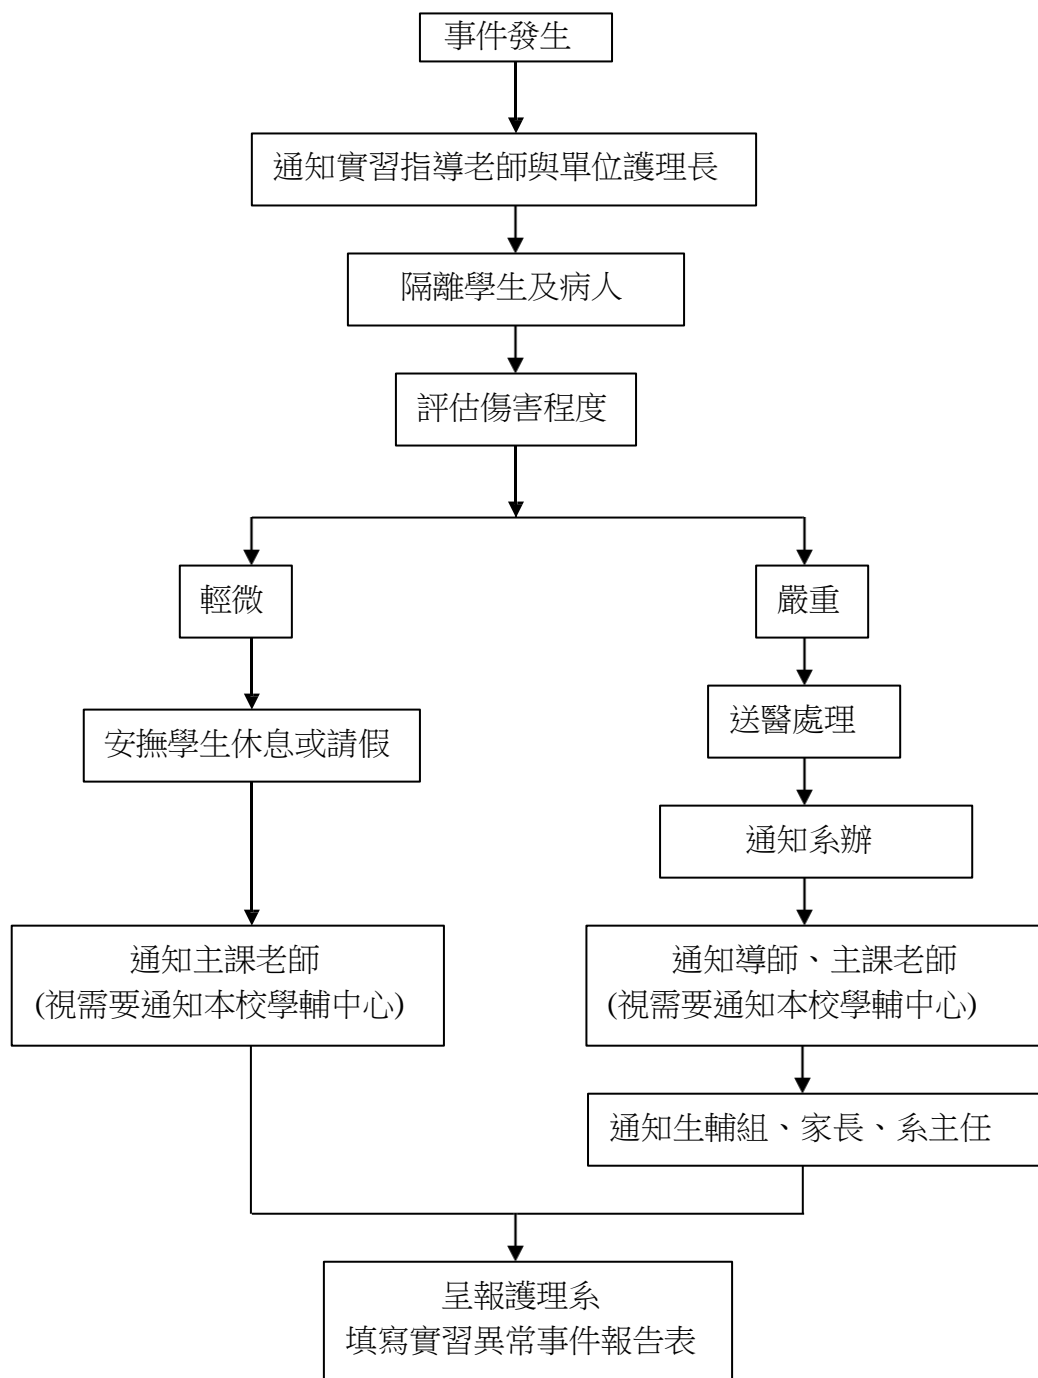 事件發生
通知實習指導老師與單位護理長
隔離學生及病人
評估傷害程度
輕微
嚴重
安撫學生休息或請假
送醫處理
通知系辦
通知主課老師
(視需要通知本校學輔中心)
通知導師、主課老師
(視需要通知本校學輔中心)
通知生輔組、家長、系主任
呈報護理系
填寫實習異常事件報告表